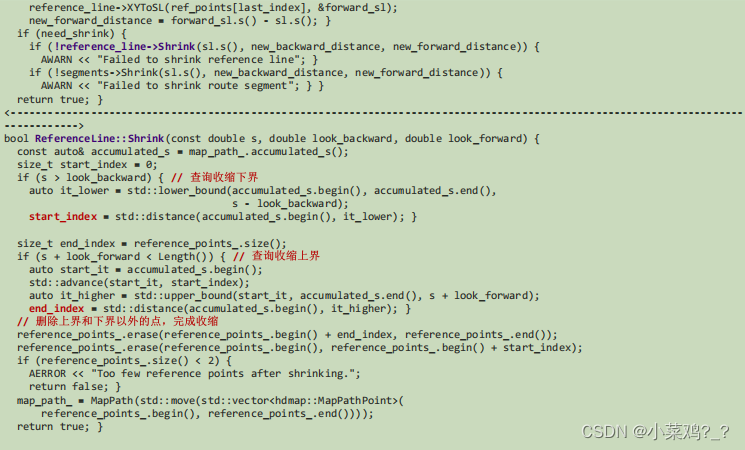 reference_line->XYToSL(ref_points[last_index], &forward_sl);
new_forward_distance = forward_sl.s() - sl.s(); }
if (need_shrink) {
if (!reference_line->Shrink(sl.s(), new_backward_distance, new_forward_distance)) {
AWARN << "Failed to shrink reference line"; }
if (!segments->Shrink(sl.s(), new_backward_distance, new_forward_distance)) {
AWARN << "Failed to shrink route segment"; } }
return true; }
<------------------------------------------------------------------------------------------------------------------
------------>
bool ReferenceLine::Shrink(const double s, double look_backward, double look_forward) {
const auto& accumulated_s = map_path_.accumulated_s();
size_t start_index = 0;
if (s > look_backward) { // 查询收缩下界
auto it_lower = std::lower_bound(accumulated_s.begin(), accumulated_s.end(),
s - look_backward);
start_index = std::distance(accumulated_s.begin(), it_lower); }
size_t end_index = reference_points_.size();
if (s + look_forward < Length()) { // 查询收缩上界
auto start_it = accumulated_s.begin();
std::advance(start_it, start_index);
auto it_higher = std::upper_bound(start_it, accumulated_s.end(), s + look_forward);
end_index = std::distance(accumulated_s.begin(), it_higher); }
// 删除上界和下界以外的点，完成收缩
reference_points_.erase(reference_points_.begin() + end_index, reference_points_.end());
reference_points_.erase(reference_points_.begin(), reference_points_.begin() + start_index);
if (reference_points_.size() < 2) {
AERROR << "Too few reference points after shrinking.";
return false; }
map_path_ = MapPath(std::move(std::vector<hdmap::MapPathPoint>(
reference_points_.begin(), reference_points_.end())));
return true; }
CSDN @小菜鸡?_?